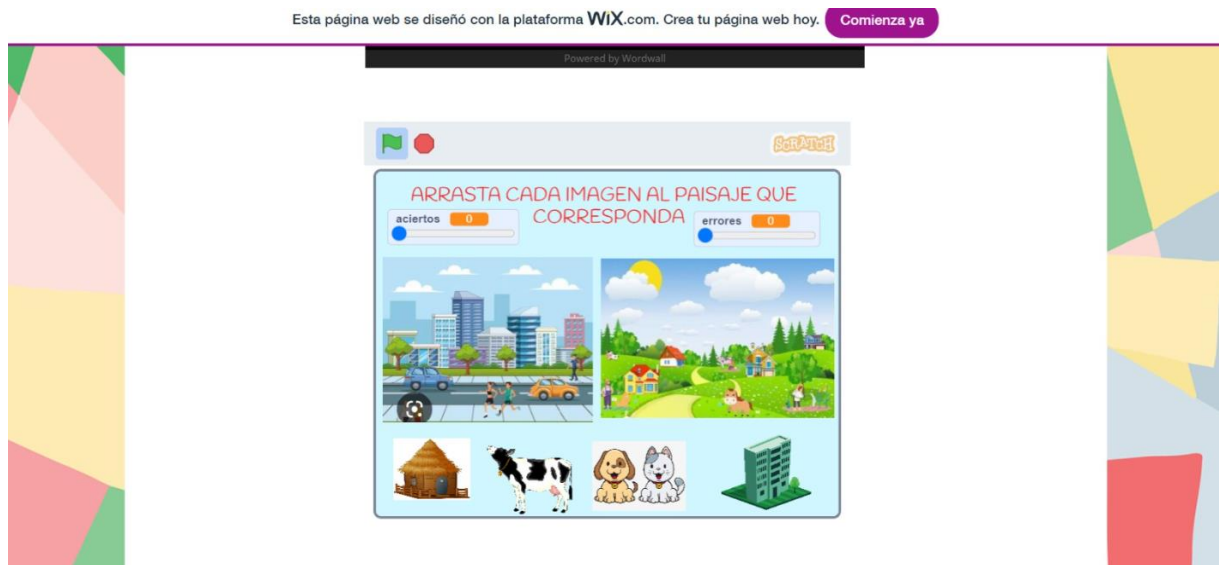 Esta página web se diseñó con la plataforma WiX.com. Crea tu página web hoy. Comienza ya
Powered by Wordwall
SCRATCH
ARRASTA CADA IMAGEN AL PAISAJE QUE
CORRESPONDA
aciertos 0
errores 0